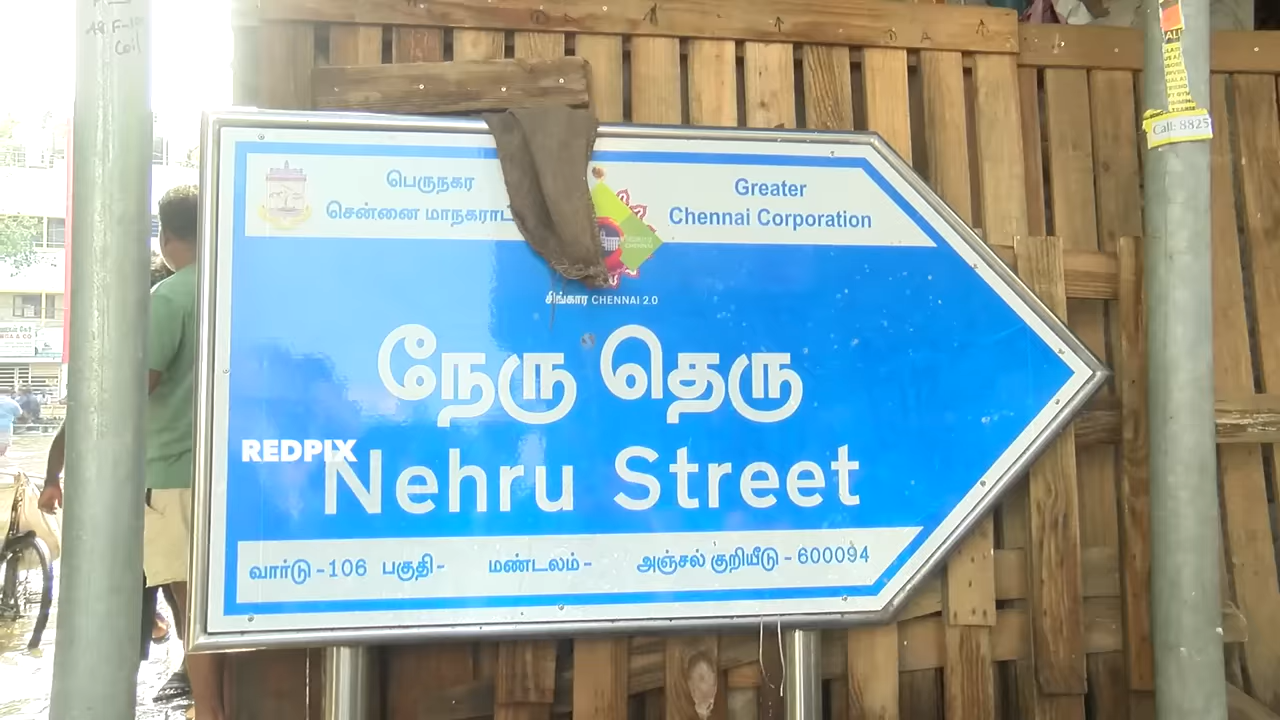 பெருநகர
சென்னை
Greater
Chennai Corporation
சிங்கார CHENNAI 2.0
நேரு தெரு
REDPIX
Nehru Street
வார்டு -106 பகுதி - மண்டலம் - அஞ்சல் குறியீடு - 600094
Call: 8825